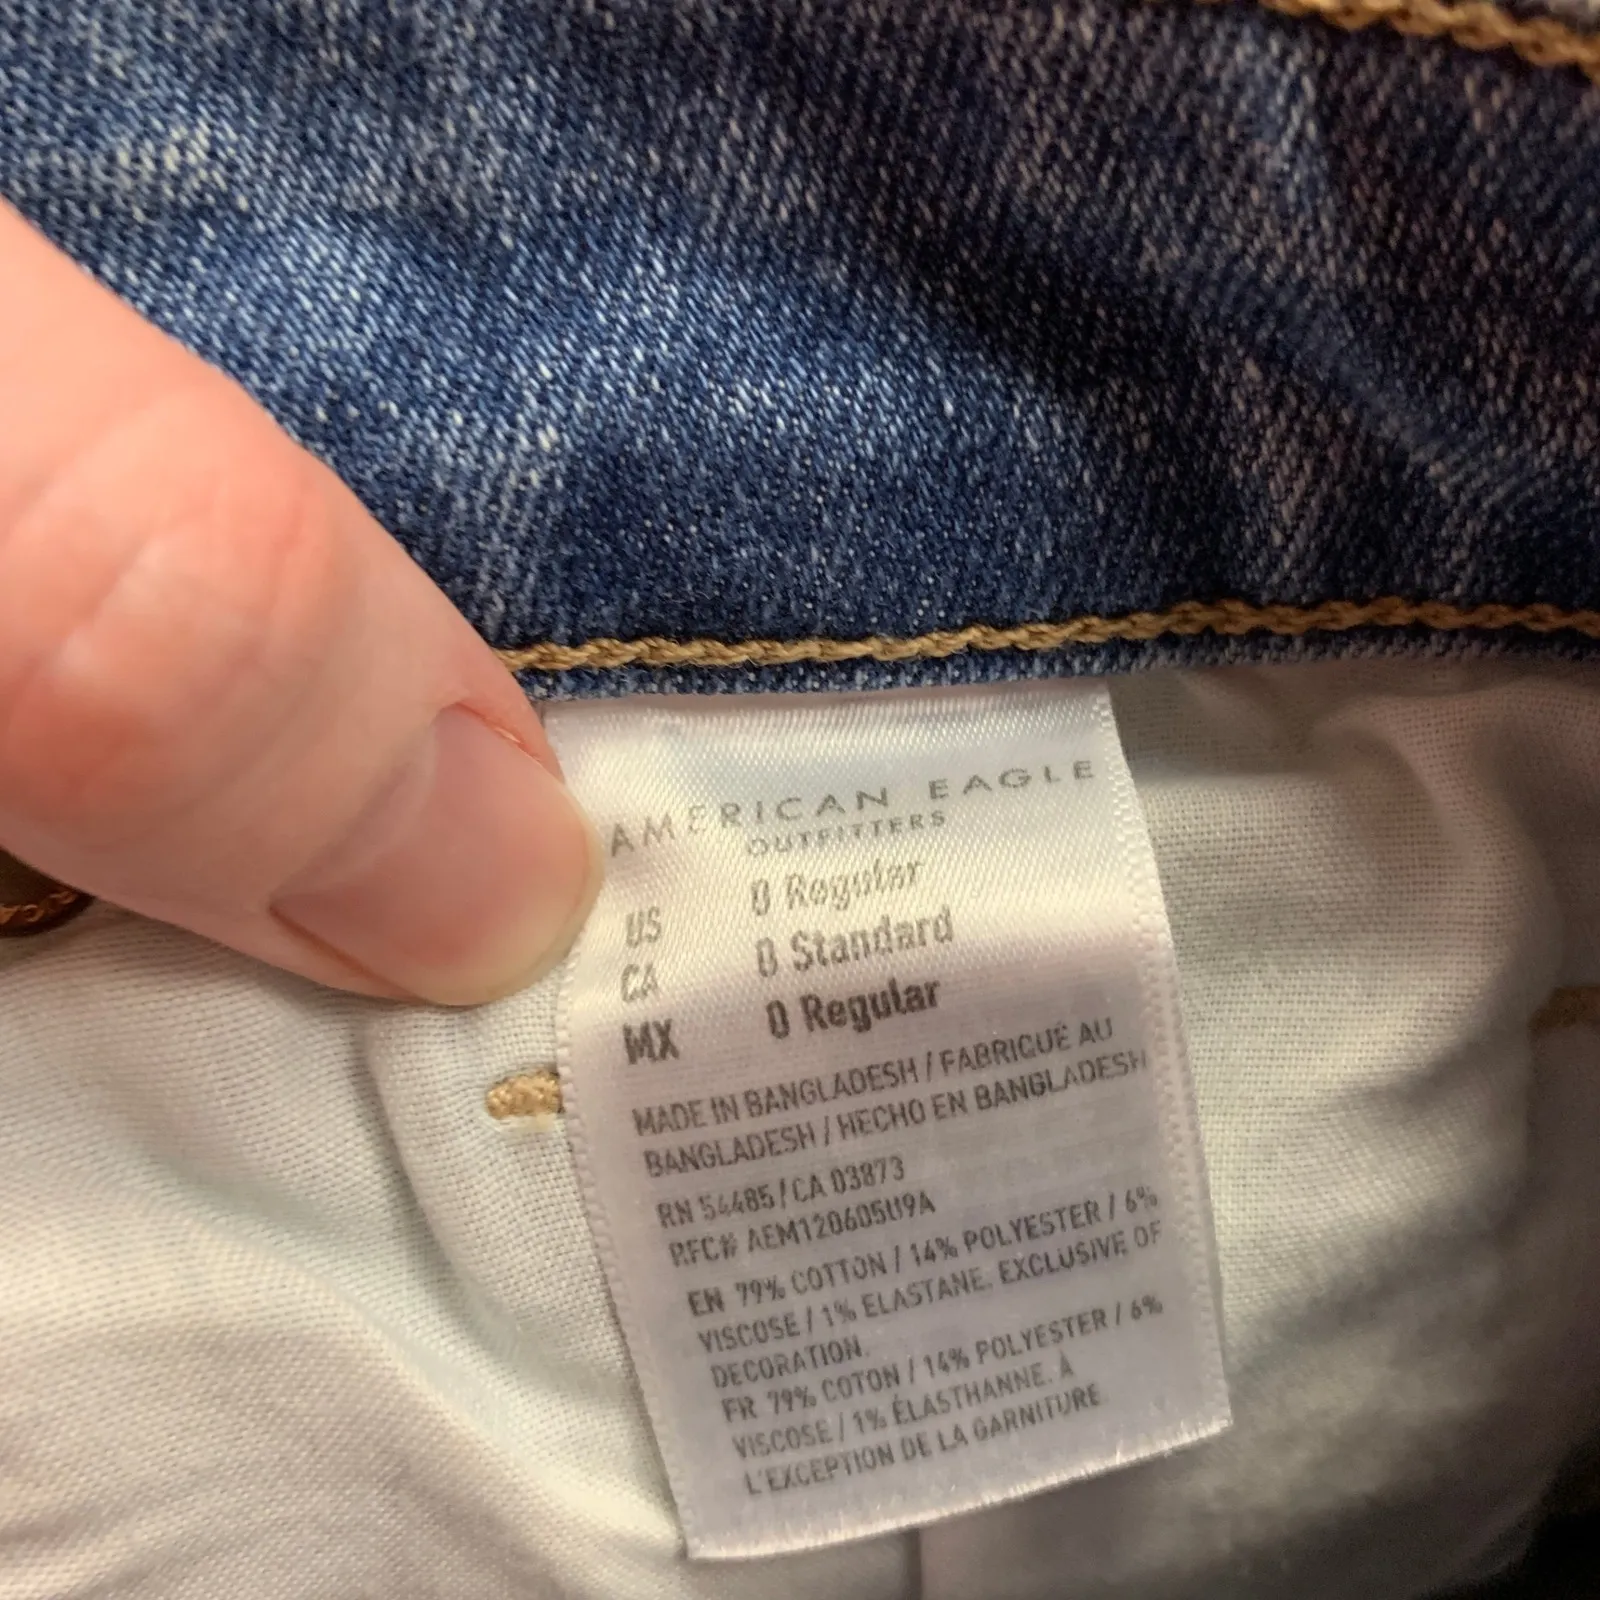 AMERICAN EAGLE
OUTFITTERS
US 0 Regular
CA 0 Standard
MX 0 Regular
MADE IN BANGLADESH / FABRIQUÉ AU
BANGLADESH / HECHO EN BANGLADESH
RN 54485 / CA 03873
RFC# AEM120605U9A
EN 79% COTTON / 14% POLYESTER / 6%
VISCOSE / 1% ELASTANE. EXCLUSIVE OF
DECORATION.
FR 79% COTON / 14% POLYESTER / 6%
VISCOSE / 1% ÉLASTHANNE. À
L'EXCEPTION DE LA GARNITURE.